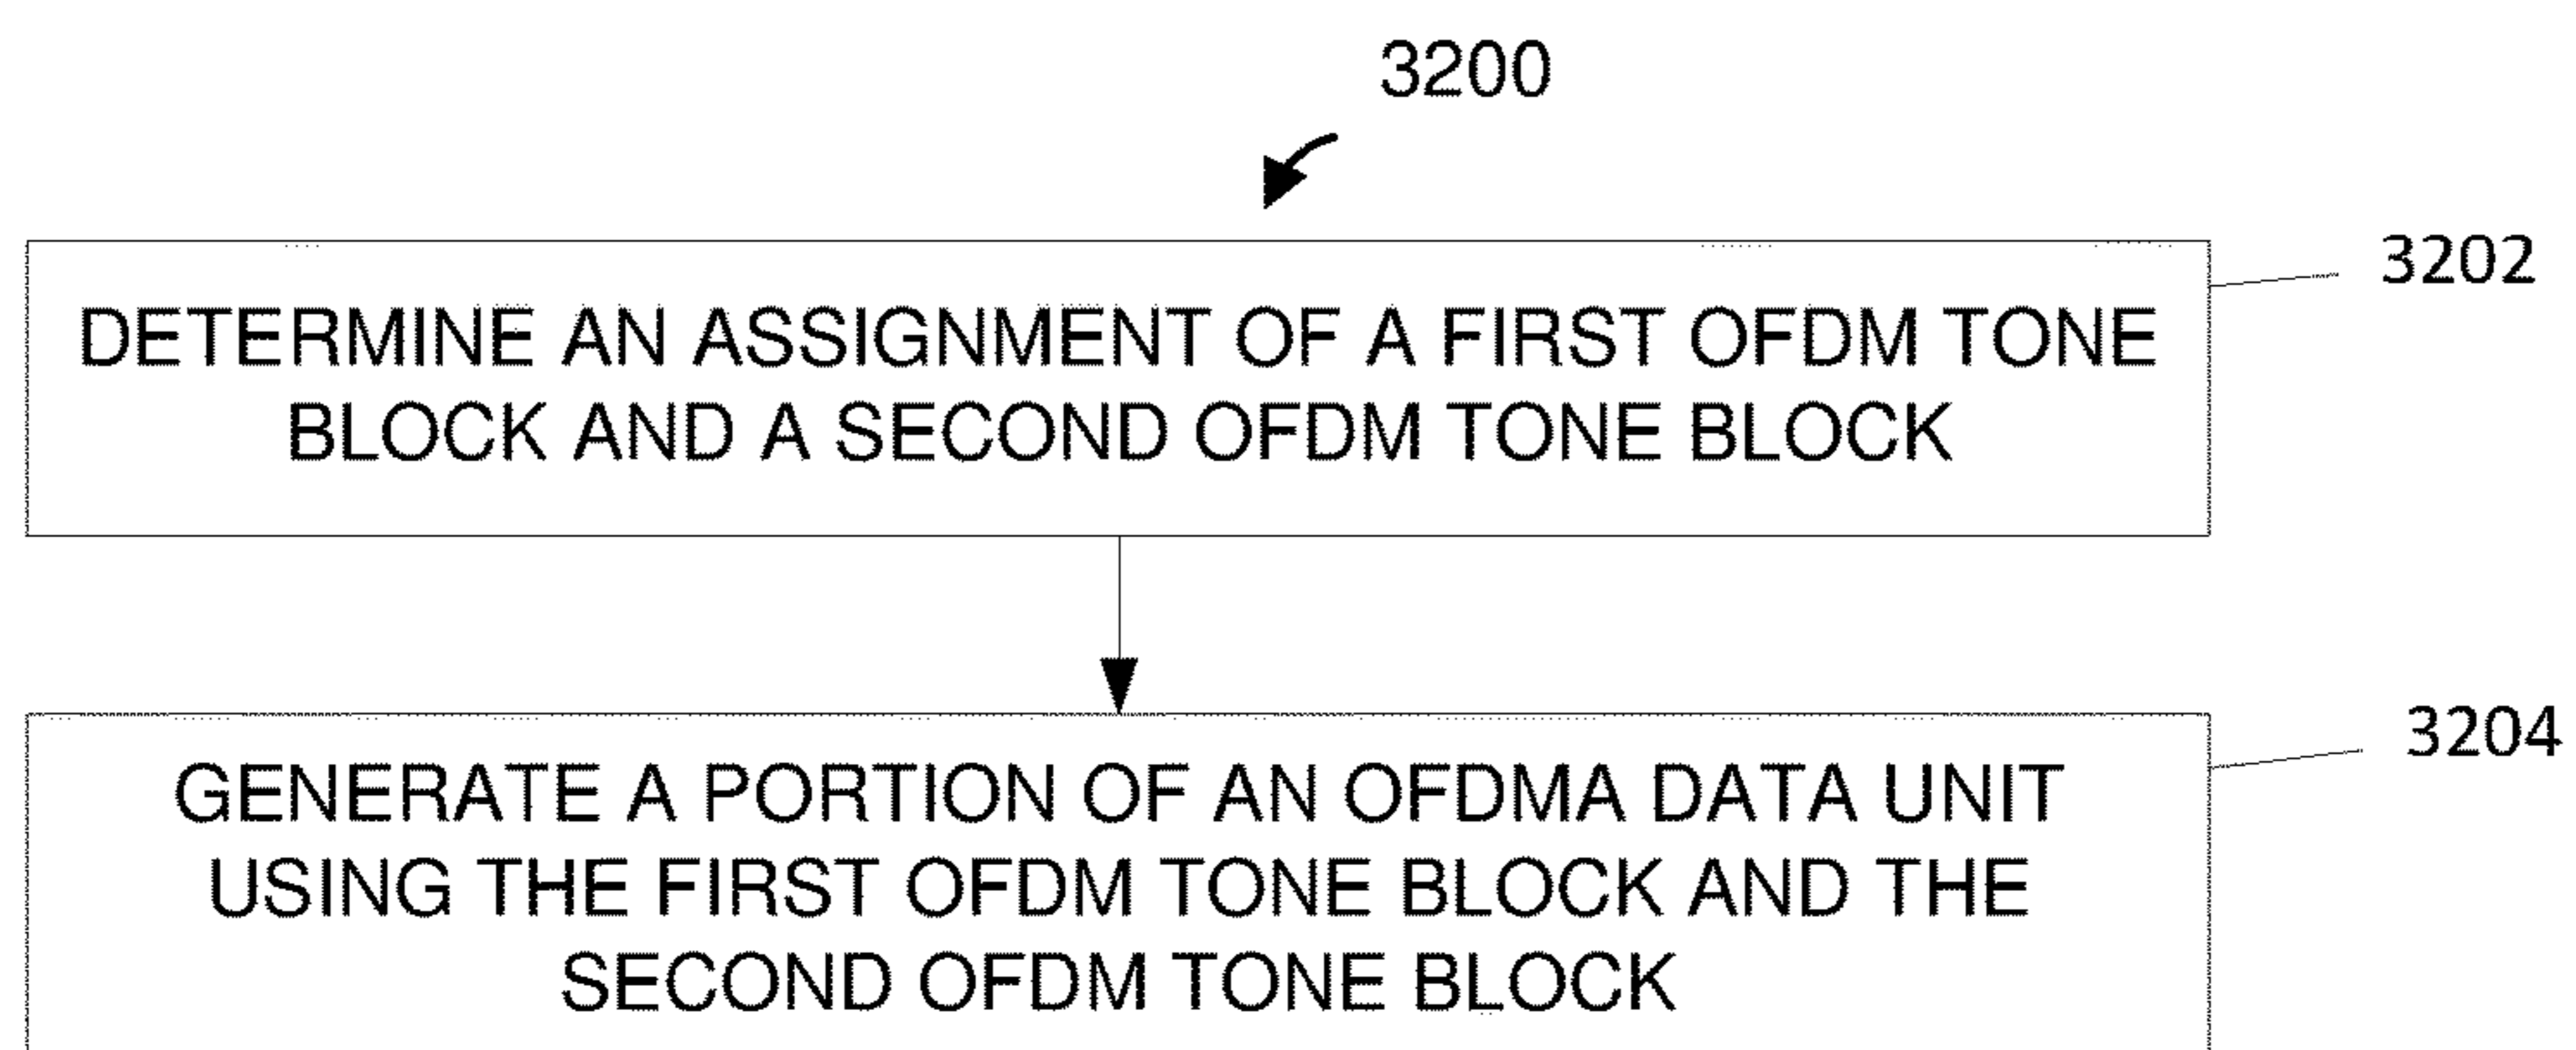 3200
3202
DETERMINE AN ASSIGNMENT OF A FIRST OFDM TONE
BLOCK AND A SECOND OFDM TONE BLOCK
3204
GENERATE A PORTION OF AN OFDMA DATA UNIT
USING THE FIRST OFDM TONE BLOCK AND THE
SECOND OFDM TONE BLOCK